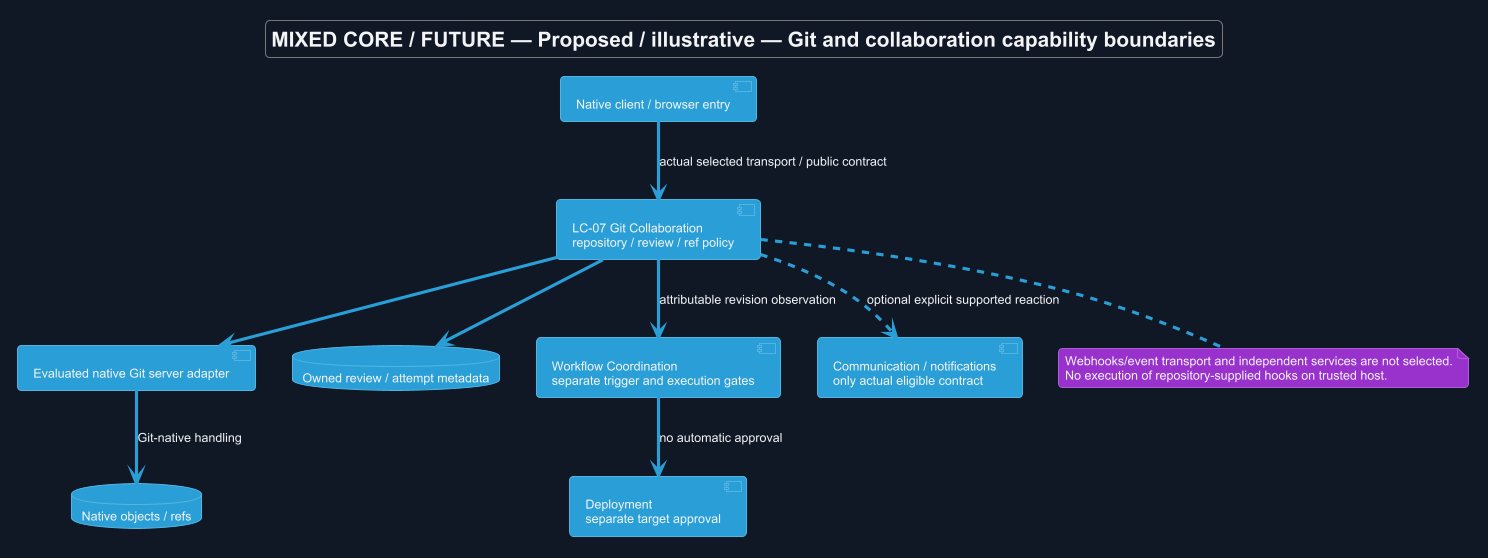 MIXED CORE / FUTURE — Proposed / illustrative — Git and collaboration capability boundaries
Native client / browser entry
actual selected transport / public contract
LC-07 Git Collaboration
repository / review / ref policy
attributable revision observation
optional explicit supported reaction
Evaluated native Git server adapter
Owned review / attempt metadata
Workflow Coordination
separate trigger and execution gates
Communication / notifications
only actual eligible contract
Webhooks/event transport and independent services are not selected.
No execution of repository-supplied hooks on trusted host.
Git-native handling
no automatic approval
Native objects / refs
Deployment
separate target approval